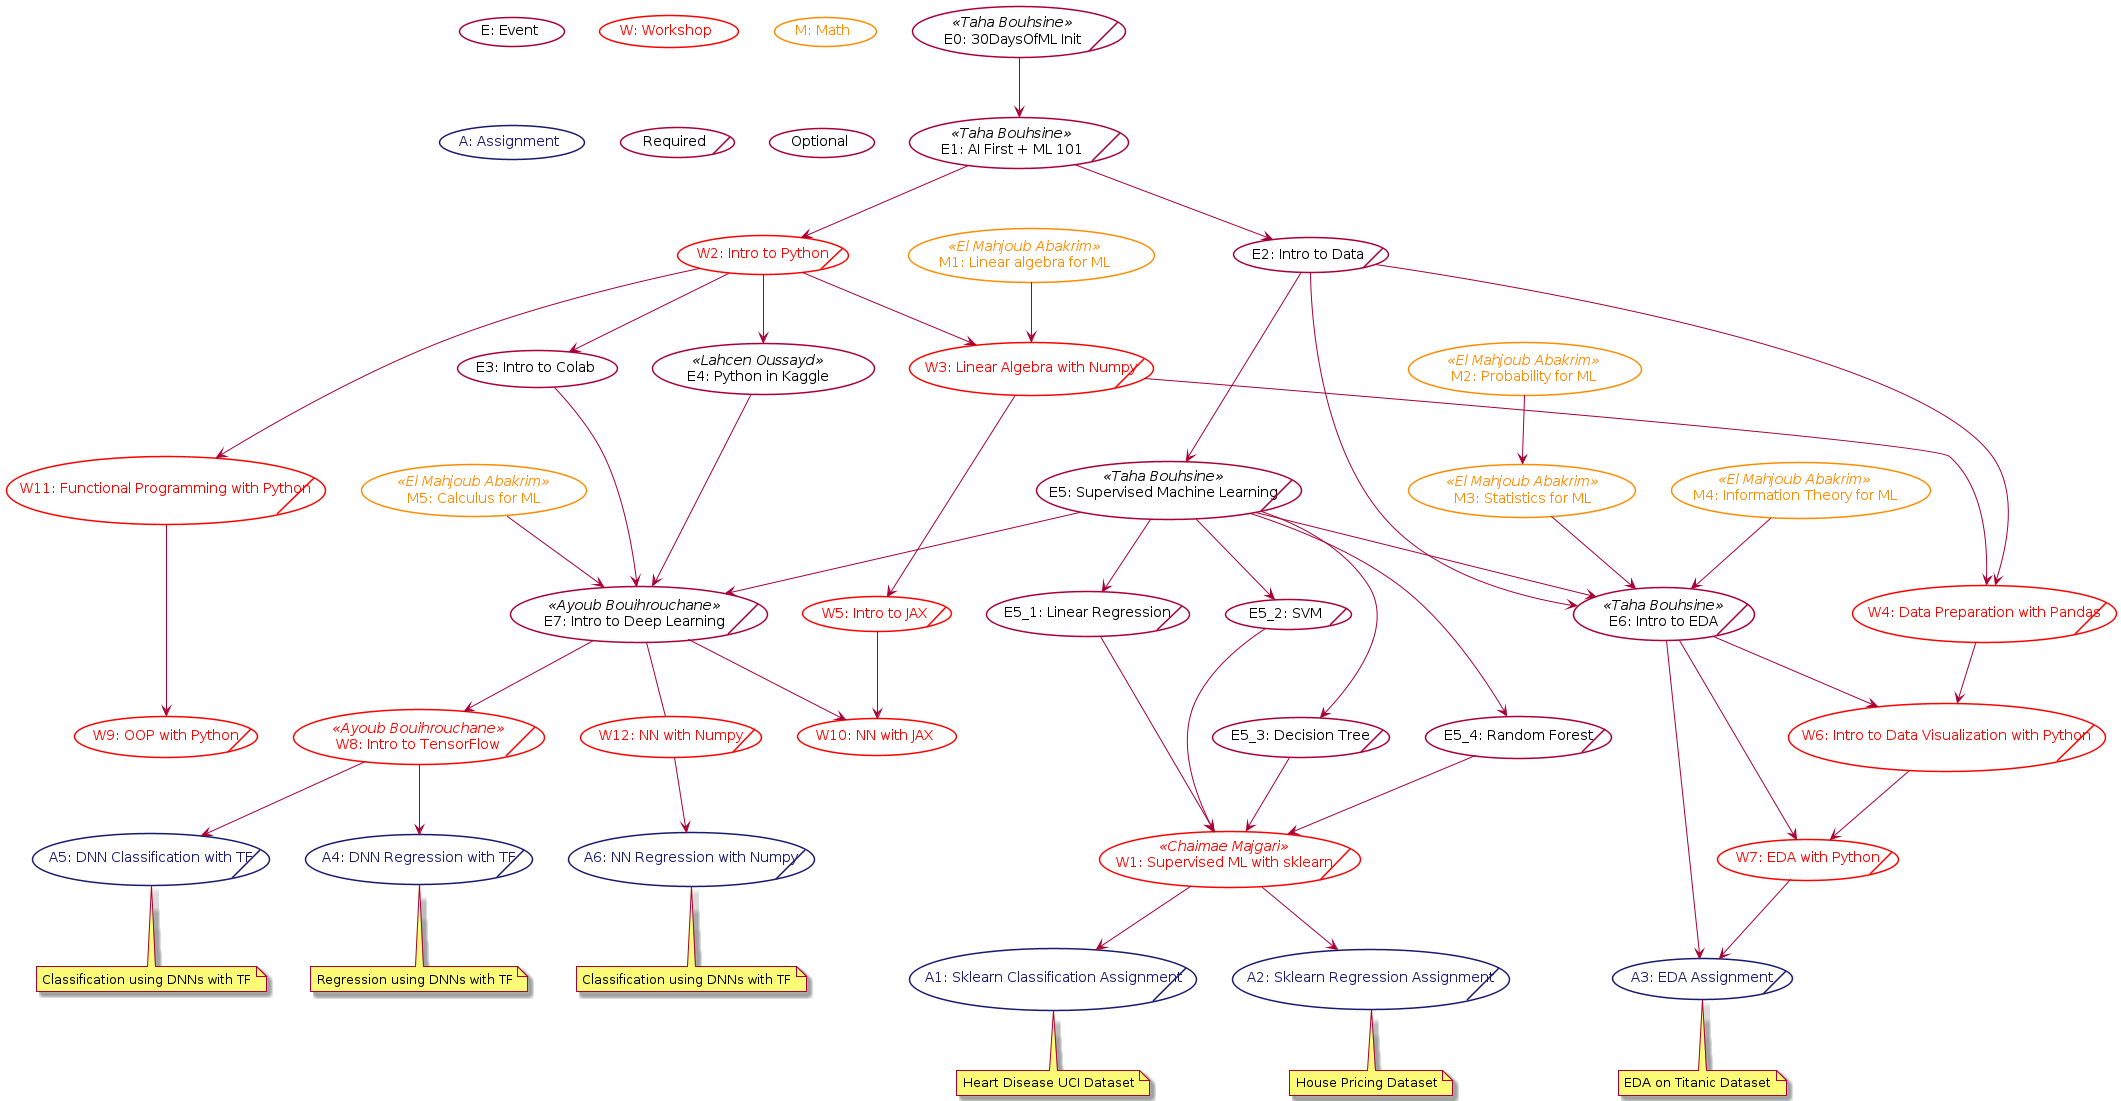 E: Event
W: Workshop
M: Math
«Taha Bouhsine»
E0: 30DaysOfML Init
A: Assignment
Required
Optional
«Taha Bouhsine»
E1: AI First + ML 101
W2: Intro to Python
«El Mahjoub Abakrim»
M1: Linear algebra for ML
E2: Intro to Data
E3: Intro to Colab
«Lahcen Oussayd»
E4: Python in Kaggle
W3: Linear Algebra with Numpy
«El Mahjoub Abakrim»
M2: Probability for ML
W11: Functional Programming with Python
«El Mahjoub Abakrim»
M5: Calculus for ML
«Taha Bouhsine»
E5: Supervised Machine Learning
«El Mahjoub Abakrim»
M3: Statistics for ML
«El Mahjoub Abakrim»
M4: Information Theory for ML
«Ayoub Bouihrouchane»
E7: Intro to Deep Learning
W5: Intro to JAX
E5_1: Linear Regression
E5_2: SVM
«Taha Bouhsine»
E6: Intro to EDA
W4: Data Preparation with Pandas
W9: OOP with Python
«Ayoub Bouihrouchane»
W8: Intro to TensorFlow
W12: NN with Numpy
W10: NN with JAX
E5_3: Decision Tree
E5_4: Random Forest
W6: Intro to Data Visualization with Python
A5: DNN Classification with TF
A4: DNN Regression with TF
A6: NN Regression with Numpy
«Chaimae Majgari»
W1: Supervised ML with sklearn
W7: EDA with Python
Classification using DNNs with TF
Regression using DNNs with TF
Classification using DNNs with TF
A1: Sklearn Classification Assignment
A2: Sklearn Regression Assignment
A3: EDA Assignment
Heart Disease UCI Dataset
House Pricing Dataset
EDA on Titanic Dataset